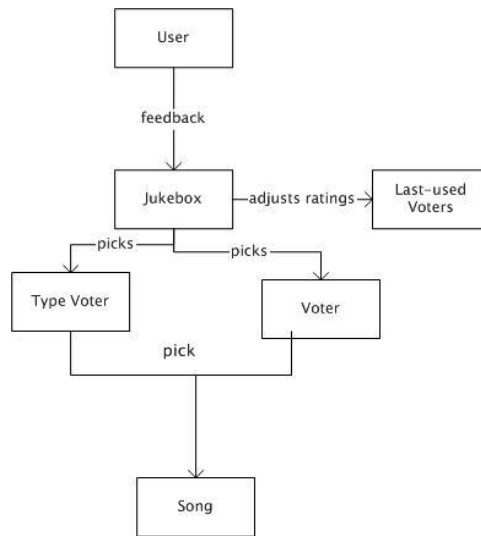 User
feedback
Jukebox
adjusts ratings
Last-used
Voters
picks
picks
Type Voter
Voter
pick
Song